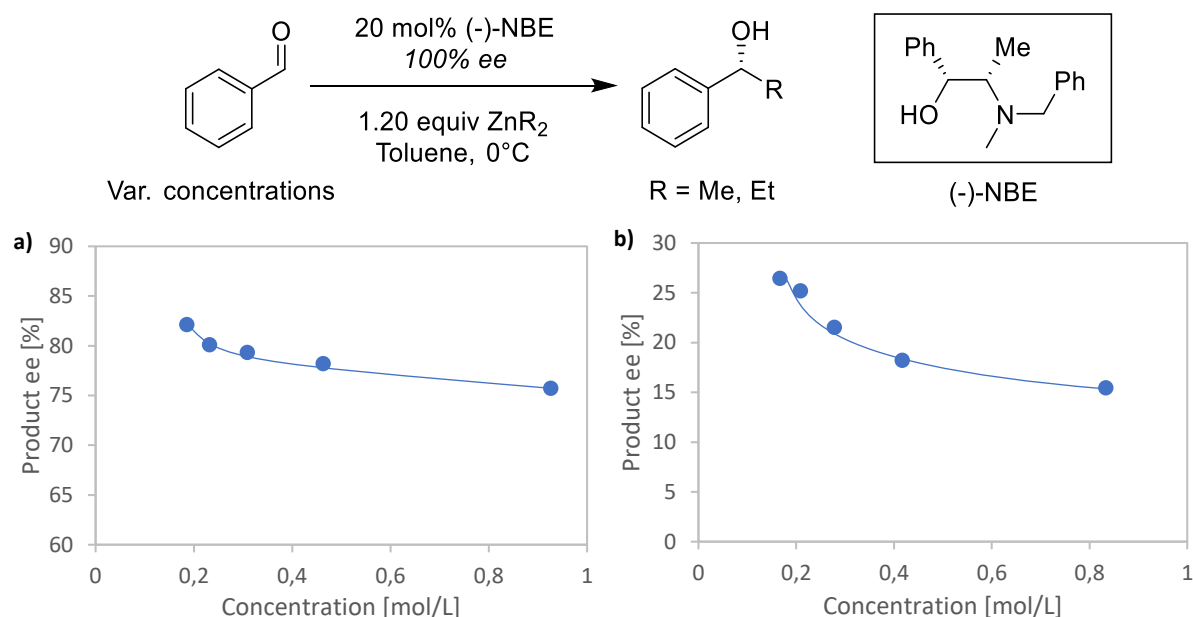 O
20 mol% (-)-NBE
100% ee
1.20 equiv ZnR₂
Toluene, 0°C
Var. concentrations
OH
R
R = Me, Et
Ph
Me
Ph
HO
N
(-)-NBE
a)
90
85
80
75
70
65
60
0
0,2
0,4
0,6
0,8
1
Product ee [%]
Concentration [mol/L]
b)
30
25
20
15
10
5
0
0
0,2
0,4
0,6
0,8
1
Product ee [%]
Concentration [mol/L]